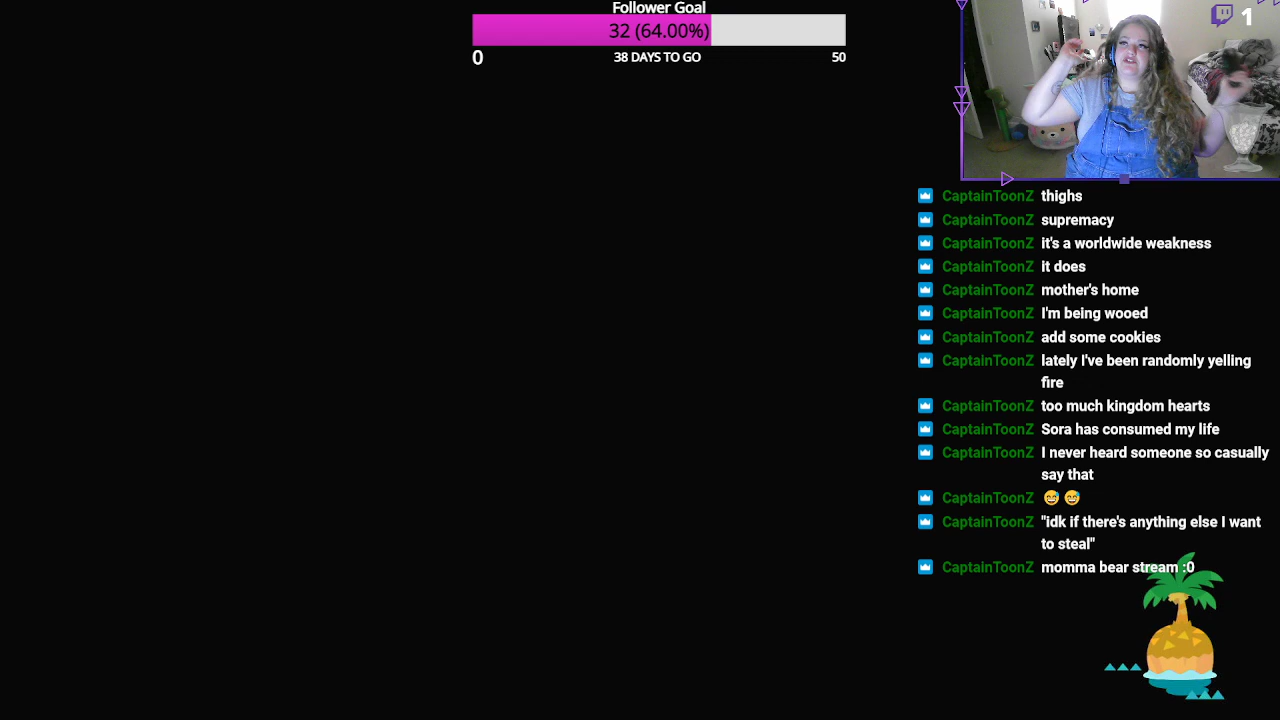 Follower Goal
32 (64.00%)
0
38 DAYS TO GO
50
1
CaptainToonZ thighs
CaptainToonZ supremacy
CaptainToonZ it's a worldwide weakness
CaptainToonZ it does
CaptainToonZ mother's home
CaptainToonZ I'm being wooed
CaptainToonZ add some cookies
CaptainToonZ lately I've been randomly yelling
fire
CaptainToonZ too much kingdom hearts
CaptainToonZ Sora has consumed my life
CaptainToonZ I never heard someone so casually
say that
CaptainToonZ 😅 😅
CaptainToonZ "idk if there's anything else I want
to steal"
CaptainToonZ momma bear stream :0